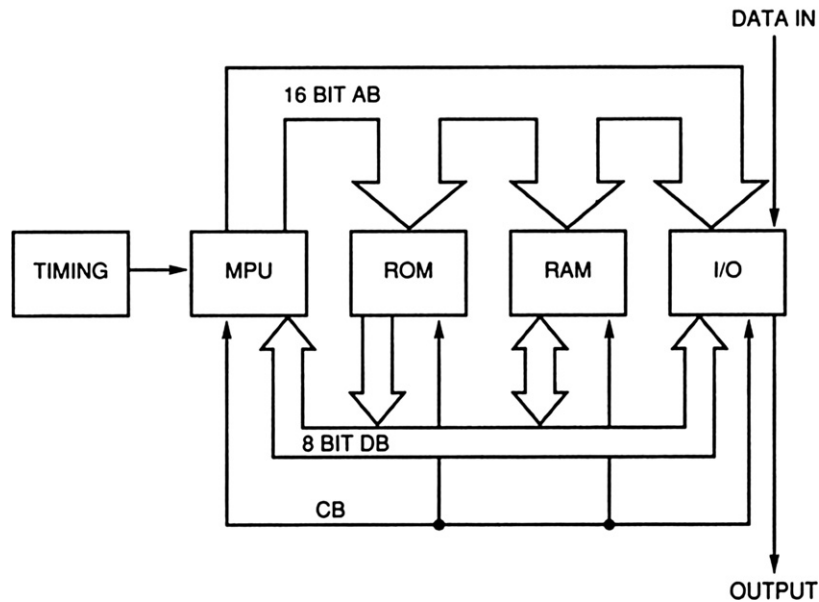 DATA IN
16 BIT AB
TIMING
MPU
ROM
RAM
I/O
8 BIT DB
CB
OUTPUT